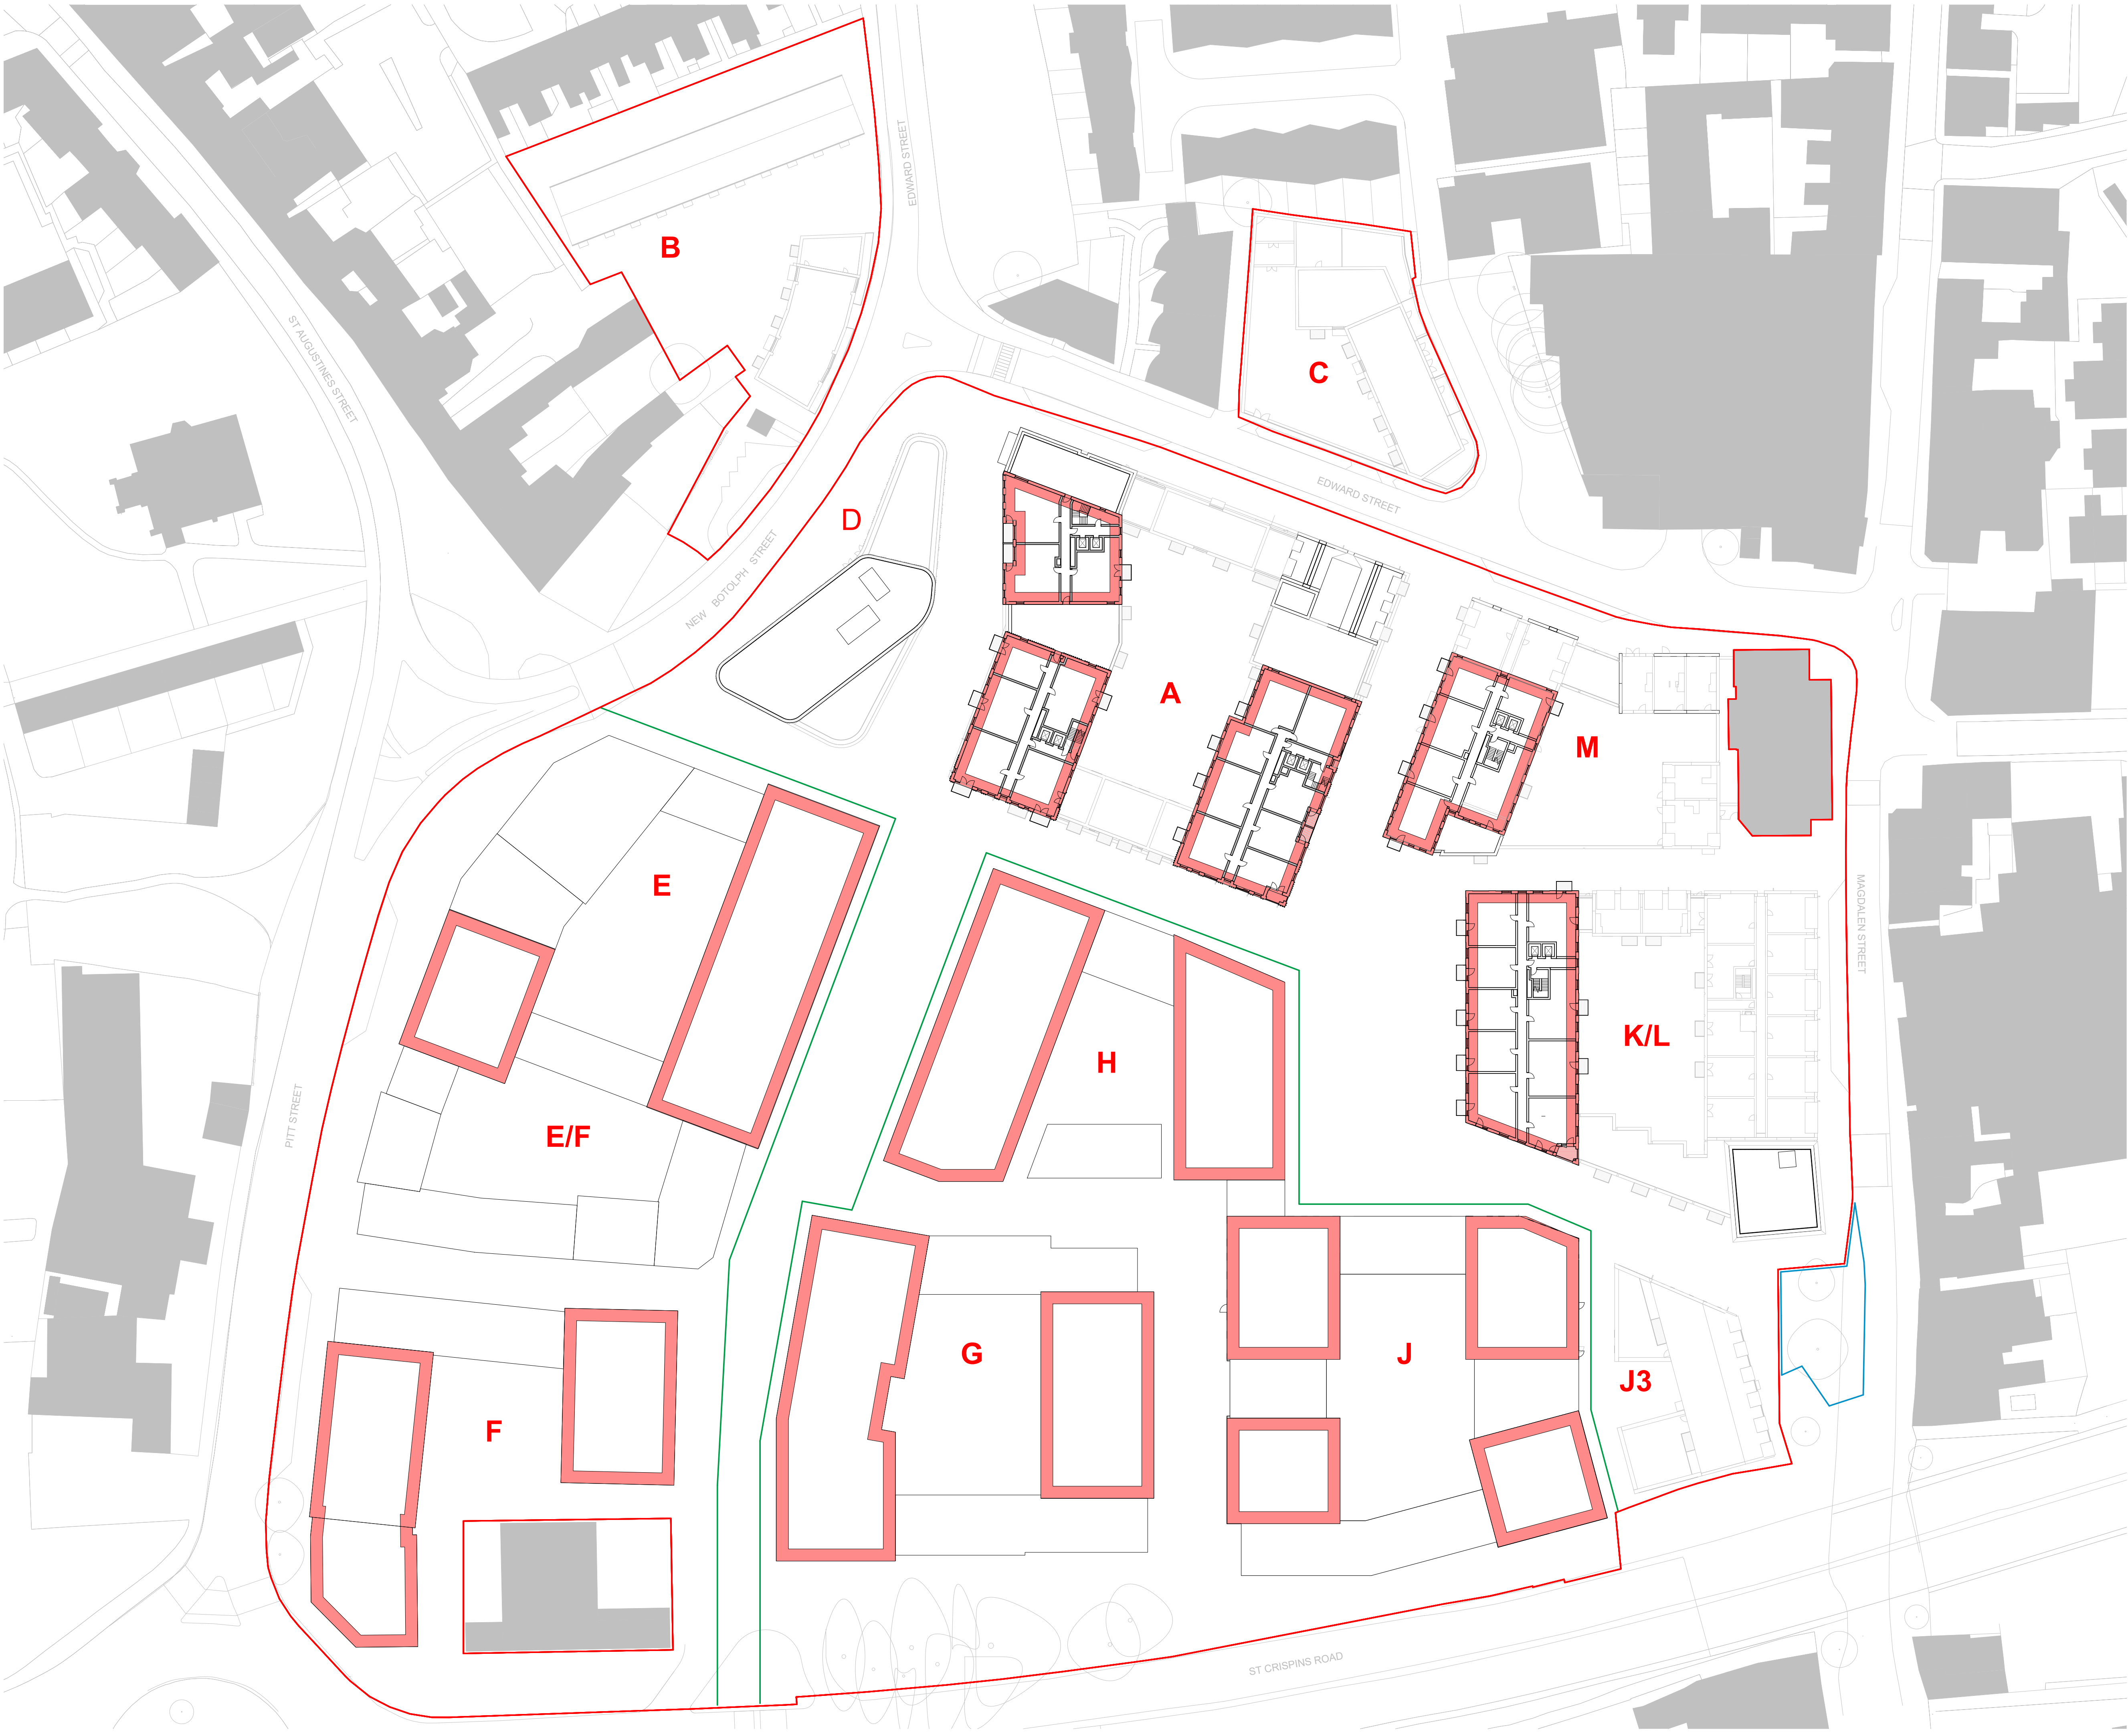 B
EDWARD STREET
ST AUGUSTINES STREET
C
EDWARD STREET
D
NEW BOTOLPH STREET
A
M
E
MAGDALEN STREET
K/L
H
PITT STREET
E/F
G
J
J3
F
ST CRISPINS ROAD